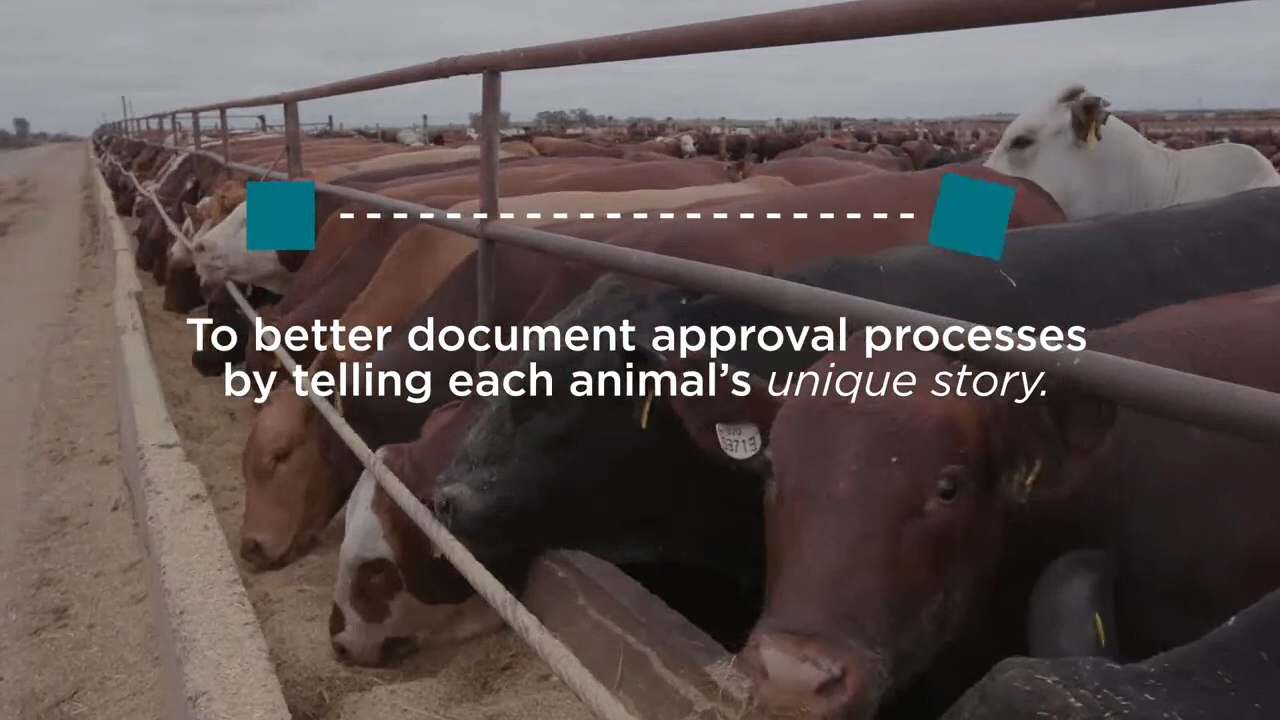 To better document approval processes
by telling each animal’s unique story.